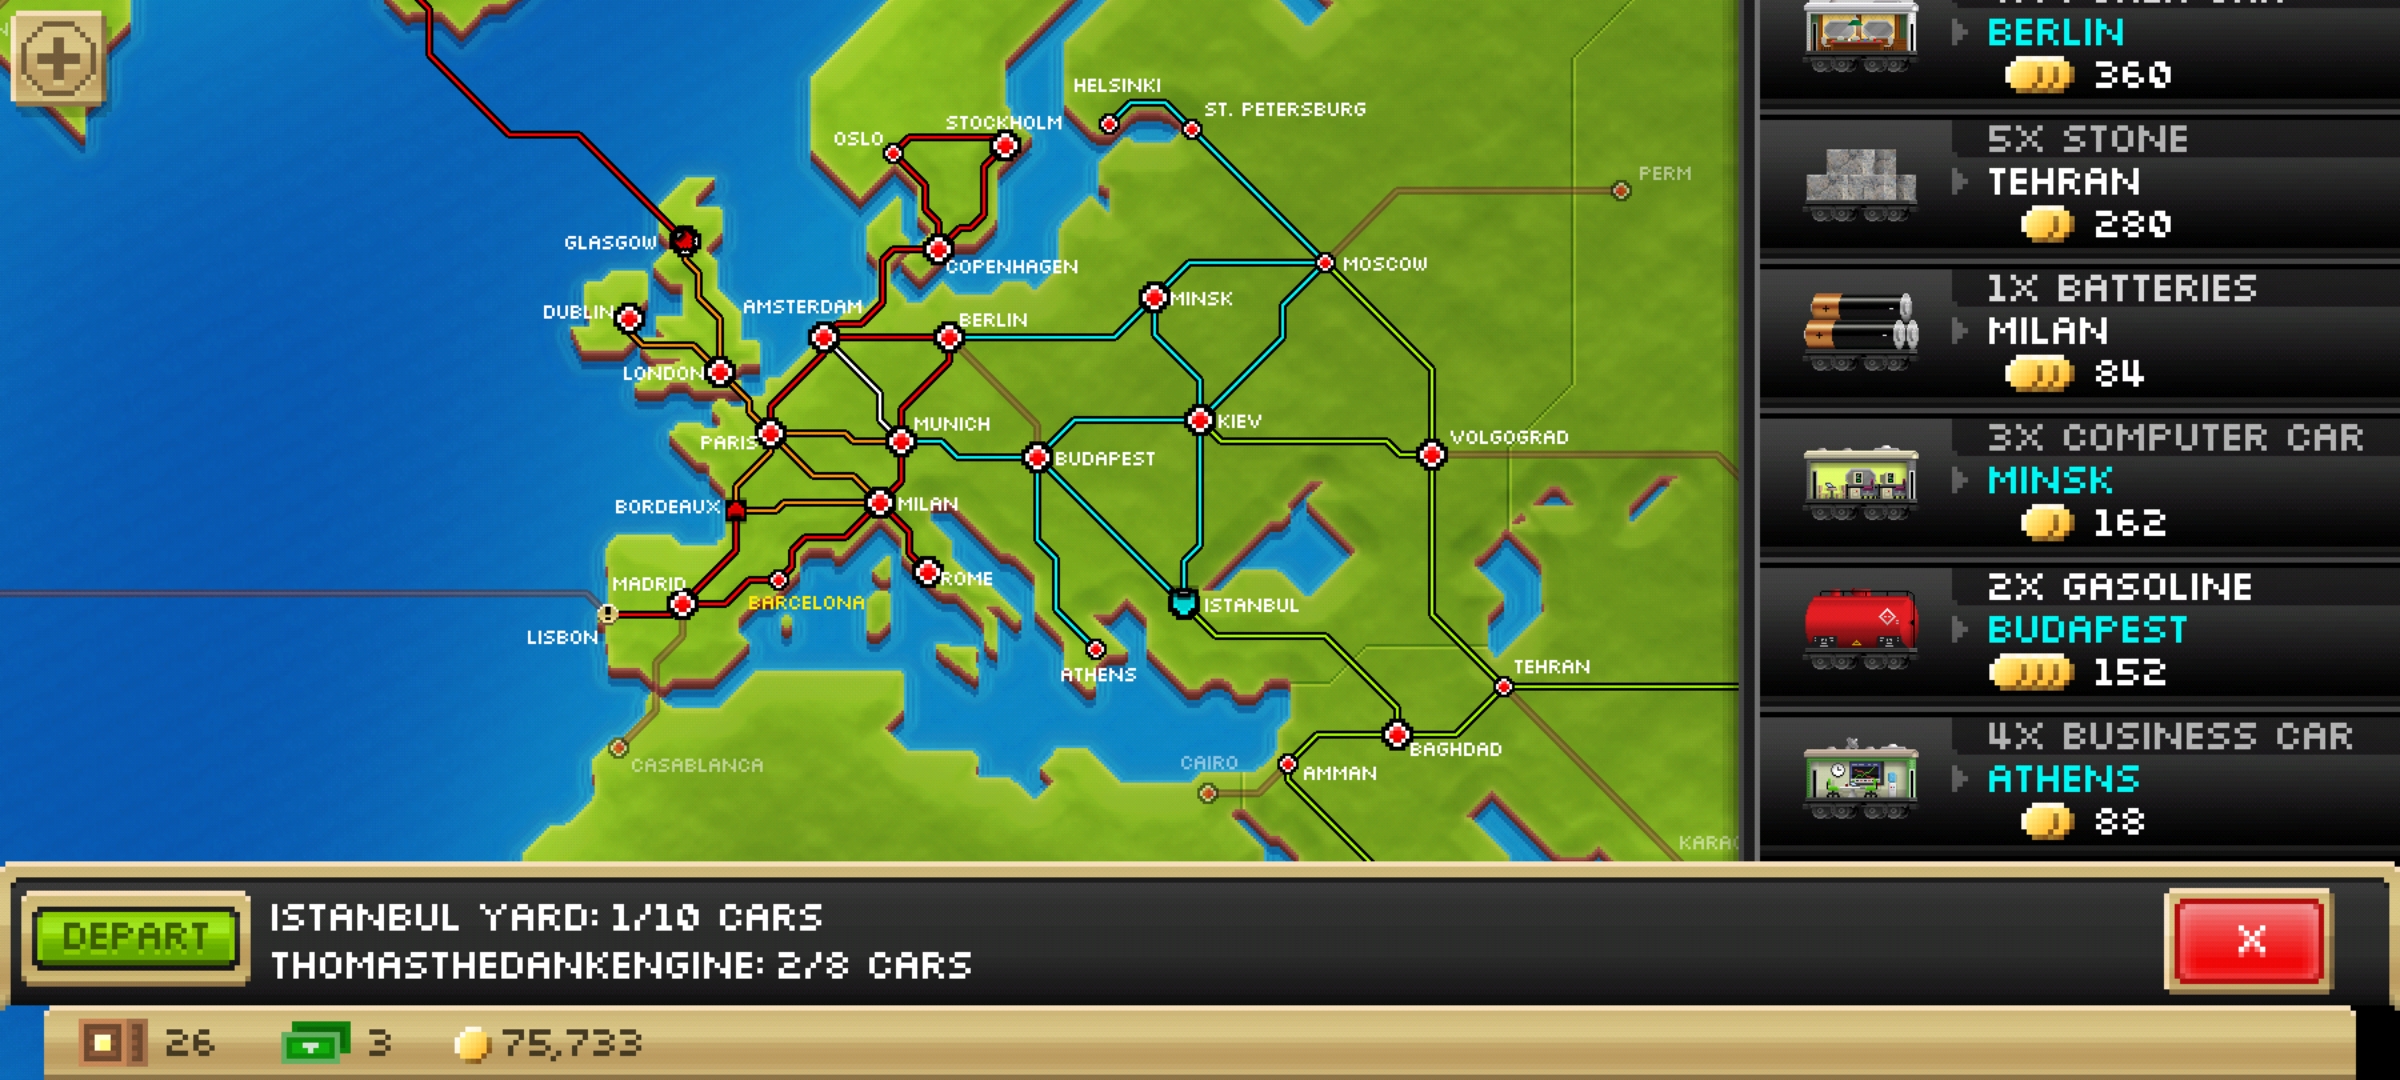 BERLIN
360
5X STONE
TEHRAN
280
1X BATTERIES
MILAN
84
3X COMPUTER CAR
MINSK
162
2X GASOLINE
BUDAPEST
152
4X BUSINESS CAR
ATHENS
88
HELSINKI
ST. PETERSBURG
STOCKHOLM
OSLO
PERM
GLASGOW
COPENHAGEN
MOSCOW
MINSK
AMSTERDAM
DUBLIN
BERLIN
LONDON
MUNICH
KIEV
VOLGOGRAD
PARIS
BUDAPEST
BORDEAUX
MILAN
MADRID
ROME
BARCELONA
ISTANBUL
LISBON
ATHENS
TEHRAN
BAGHDAD
CASABLANCA
CAIRO
AMMAN
DEPART
ISTANBUL YARD: 1/10 CARS
THOMASTHEDANKENGINE: 2/8 CARS
X
26
3
75,733